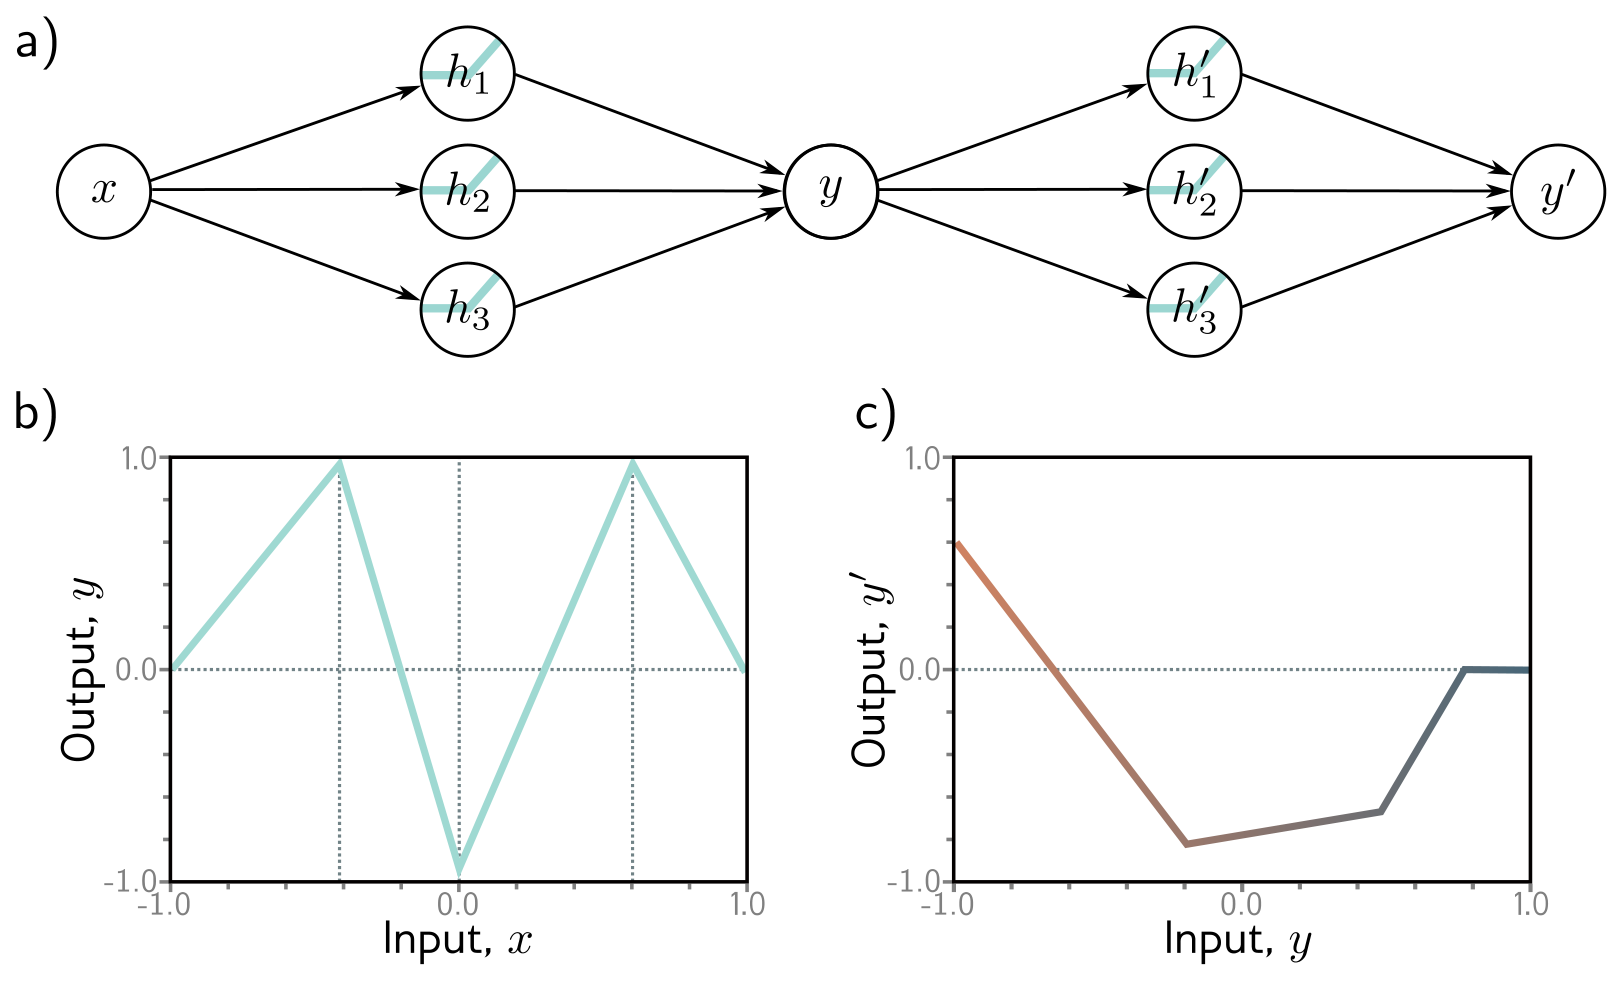 a)
x
h₁
h₂
h₃
y
h′₁
h′₂
h′₃
y′
b)
1.0
0.0
-1.0
Output, y
-1.0
0.0
1.0
Input, x
c)
1.0
0.0
-1.0
Output, y′
-1.0
0.0
1.0
Input, y